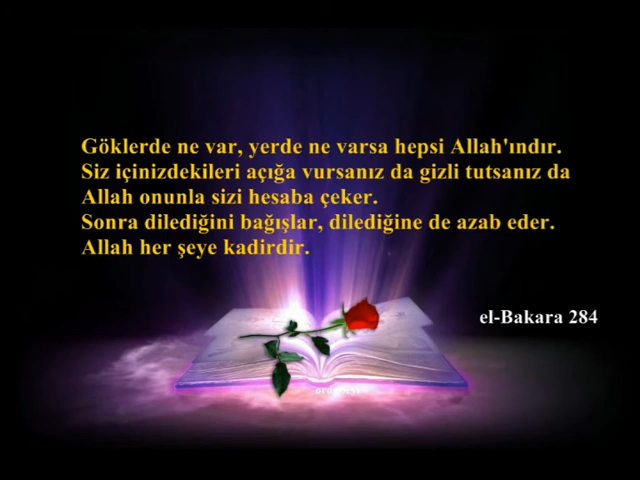 Göklerde ne var, yerde ne varsa hepsi Allah'ındır.
Siz içinizdekileri açığa vursanız da gizli tutsanız da
Allah onunla sizi hesaba çeker.
Sonra dilediğini bağışlar, dilediğine de azab eder.
Allah her şeye kadirdir.
el-Bakara 284